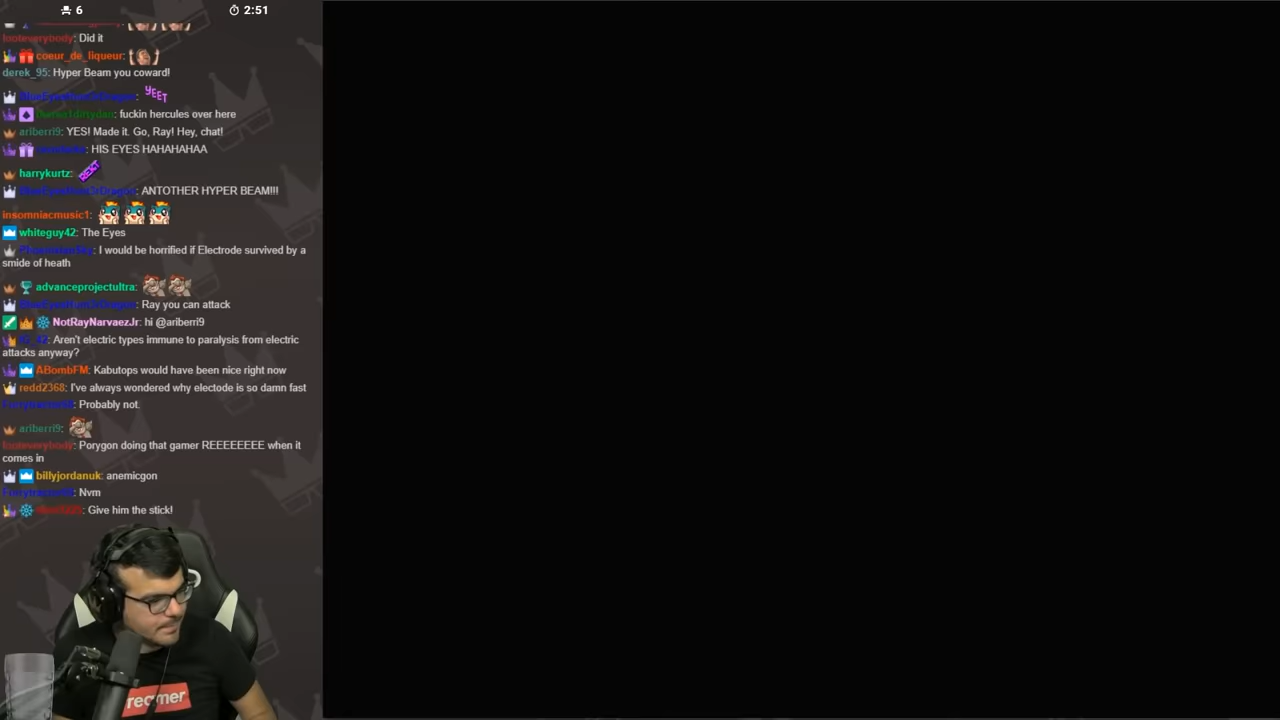 6
2:51
footeverybody: Did it
coeur_de_liqueur:
derek_95: Hyper Beam you coward!
YEET
fuckin hercules over here
ariberri9: YES! Made it. Go, Ray! Hey, chat!
: HIS EYES HAHAHAHAA
harrykurtz:
: ANTOTHER HYPER BEAM!!!
insomniacmusic1:
whiteguy42: The Eyes
: I would be horrified if Electrode survived by a
smide of heath
advanceprojectultra:
: Ray you can attack
NotRayNarvaezJr: hi @ariberri9
: Aren't electric types immune to paralysis from electric
attacks anyway?
ABombFM: Kabutops would have been nice right now
redd2368: I've always wondered why electode is so damn fast
: Probably not.
ariberri9:
footeverybody: Porygon doing that gamer REEEEEEEE when it
comes in
billyjordanuk: anemicgon
: Nvm
: Give him the stick!